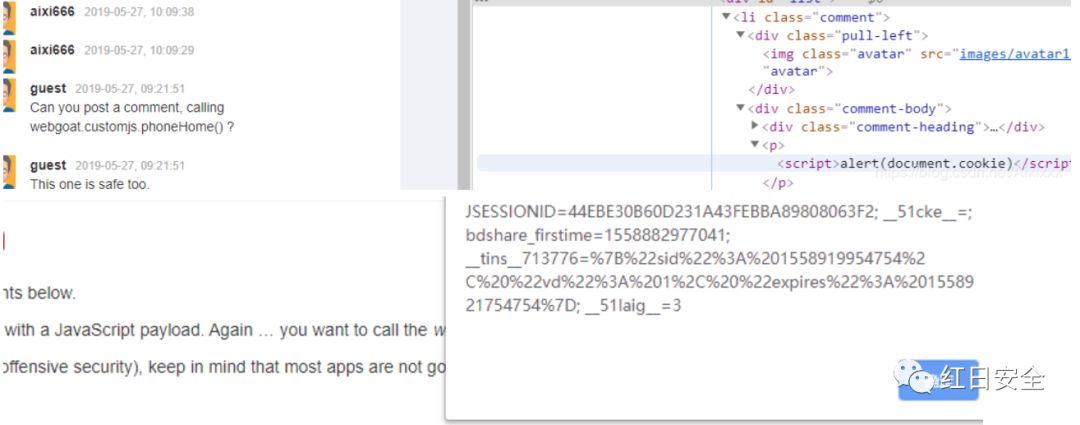 aixi666 2019-05-27, 10:09:38
aixi666 2019-05-27, 10:09:29
guest 2019-05-27, 09:21:51
Can you post a comment, calling
webgoat.customjs.phoneHome() ?
guest 2019-05-27, 09:21:51
This one is safe too.
▼<li class="comment">
▼<div class="pull-left">
<img class="avatar" src="images/avatar1
"avatar">
</div>
▼<div class="comment-body">
▶<div class="comment-heading">…</div>
▼<p>
<script>alert(document.cookie)</script
</p>
JSESSIONID=44EBE30B60D231A43FEBBA89808063F2; __51cke__=;
bdshare_firstime=1558882977041;
__tins__713776=%7B%22sid%22%3A%201558919954754%2
C%20%22vd%22%3A%201%2C%20%22expires%22%3A%2015589
21754754%7D; __51laig__=3
nts below.
with a JavaScript payload. Again … you want to call the w
offensive security), keep in mind that most apps are not go
红日安全